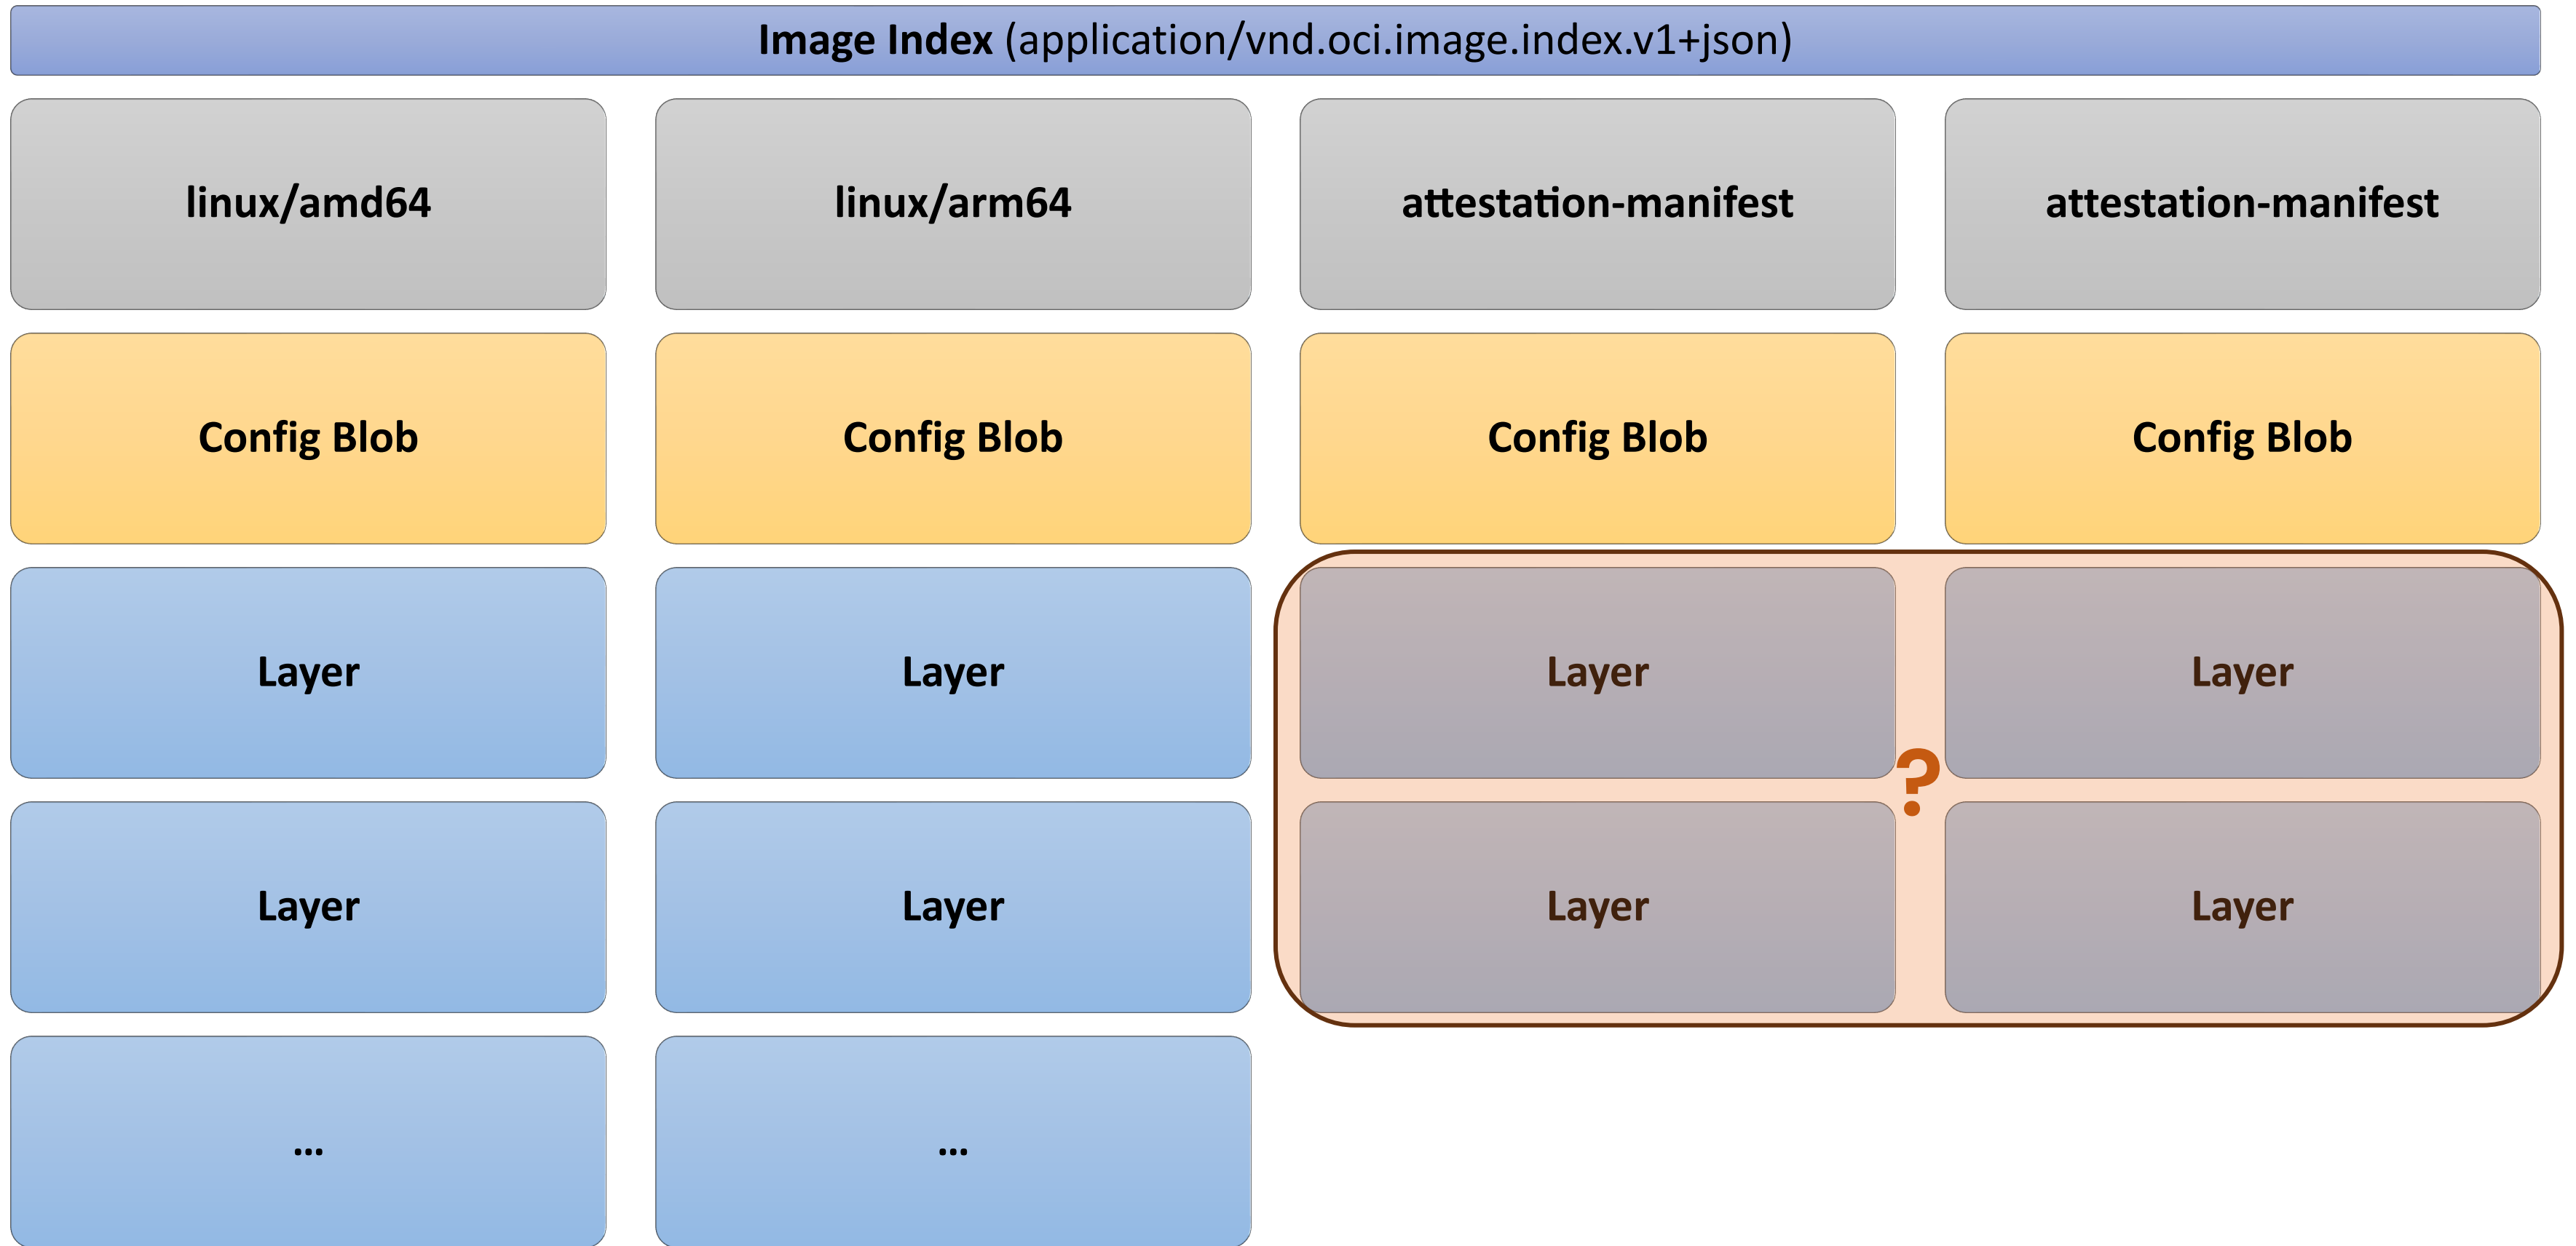 Image Index (application/vnd.oci.image.index.v1+json)
linux/amd64
linux/arm64
attestation-manifest
attestation-manifest
Config Blob
Config Blob
Config Blob
Config Blob
Layer
Layer
Layer
Layer
?
Layer
Layer
Layer
Layer
...
...